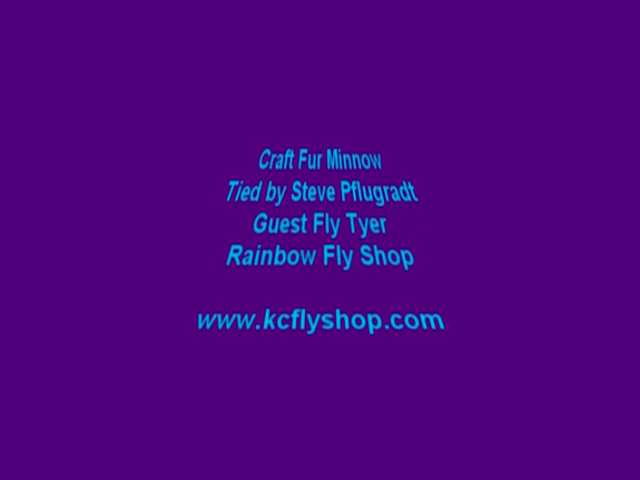 Craft Fur Minnow
Tied by Steve Pflugradt
Guest Fly Tyer
Rainbow Fly Shop
www.kcflyshop.com